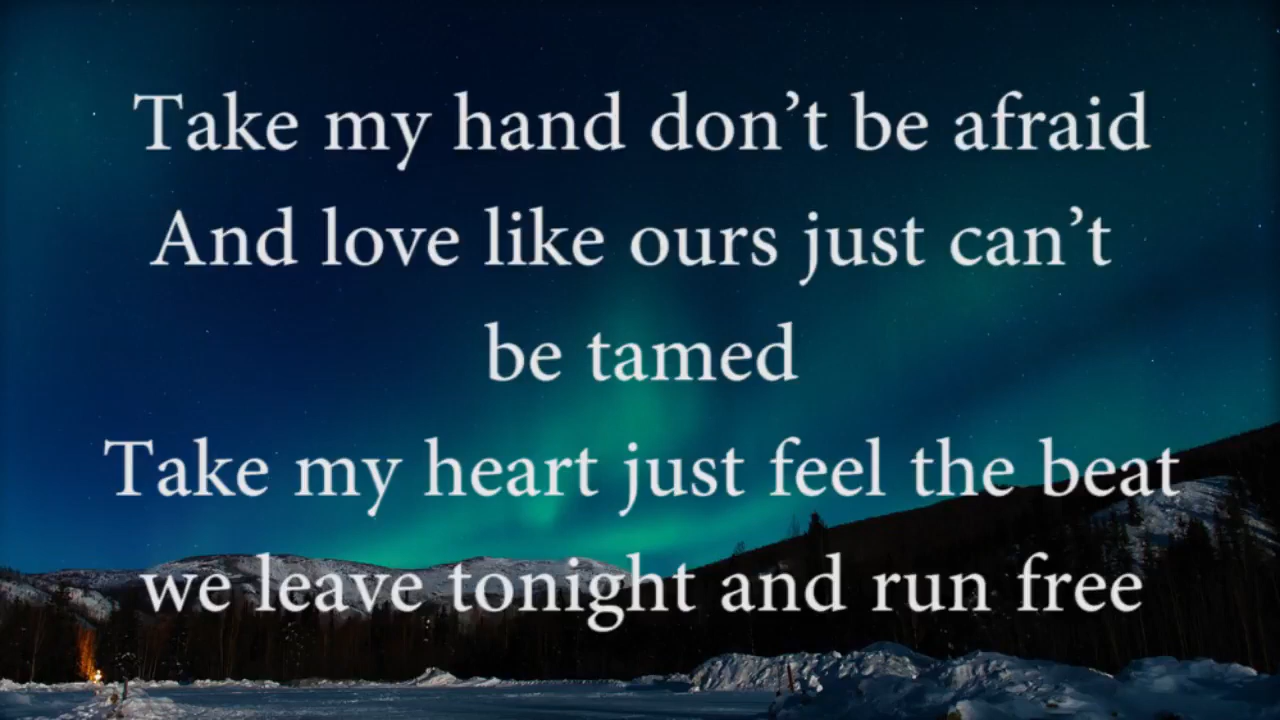 Take my hand don’t be afraid
And love like ours just can’t
be tamed
Take my heart just feel the beat
we leave tonight and run free